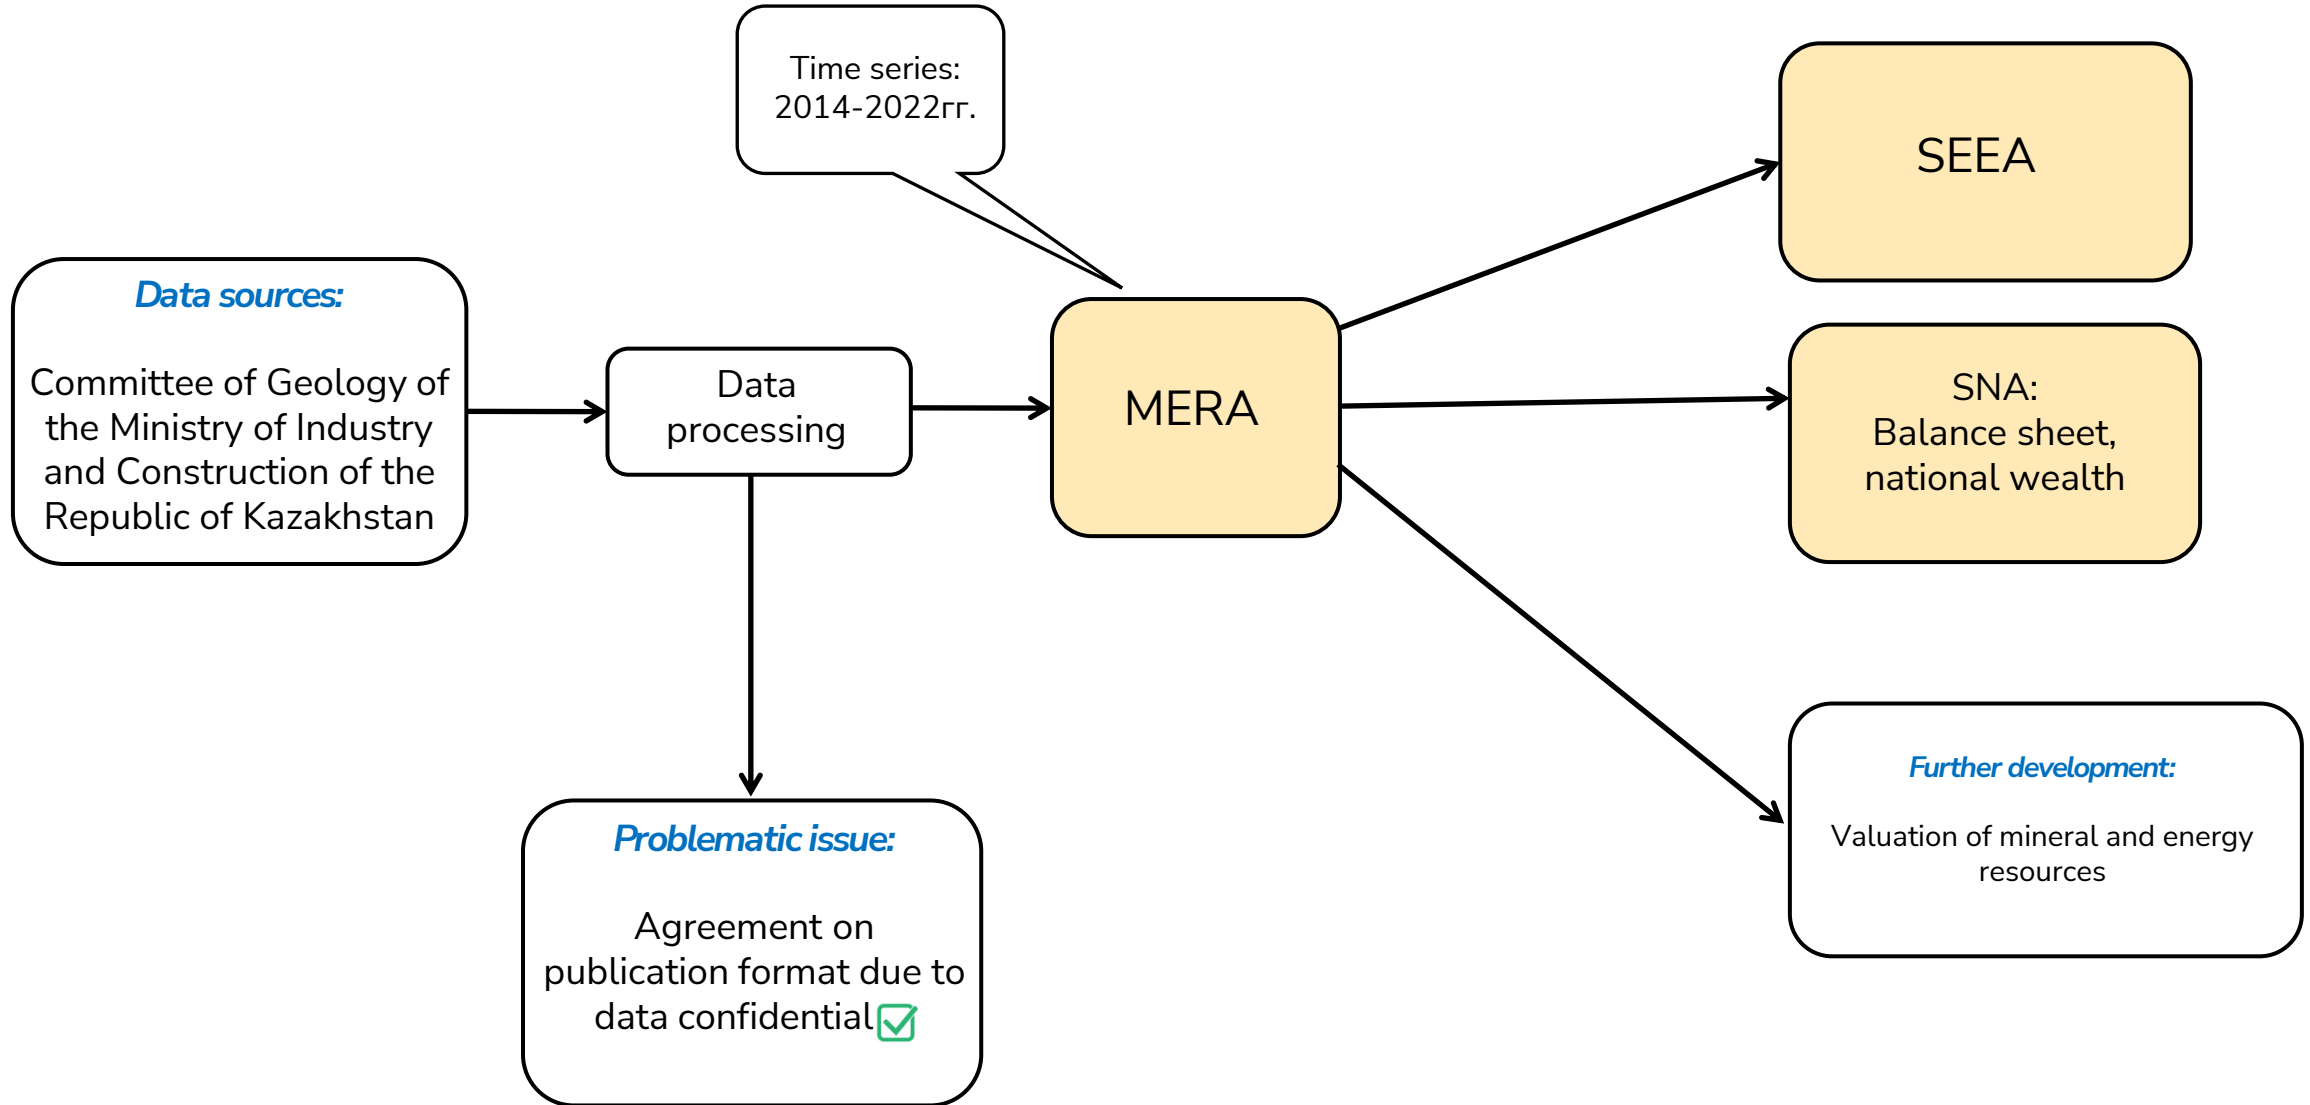 Time series:
2014-2022гг.
SEEA
Data sources:
Committee of Geology of
the Ministry of Industry
and Construction of the
Republic of Kazakhstan
Data
processing
MERA
SNA:
Balance sheet,
national wealth
Problematic issue:
Agreement on
publication format due to
data confidential
Further development:
Valuation of mineral and energy
resources